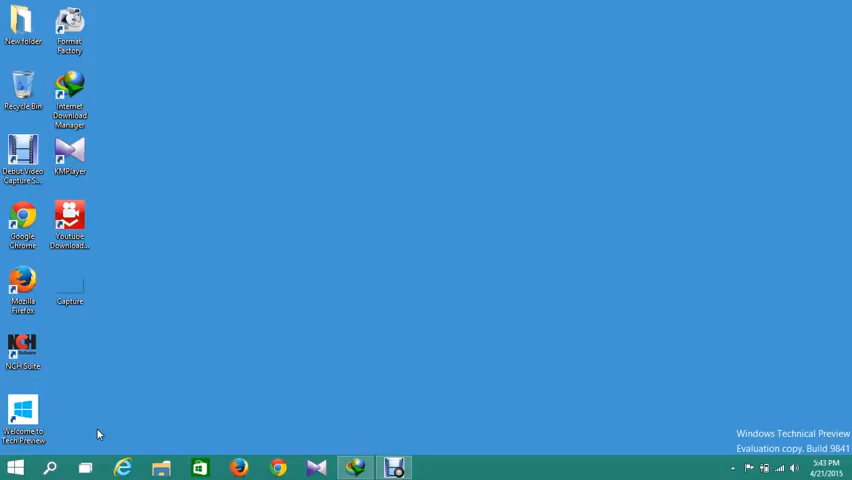 New folder
Format
Factory
Recycle Bin
Internet
Download
Manager
Debut Video
Capture S...
KMPlayer
Google
Chrome
Youtube
Download...
Mozilla
Firefox
Capture
NCH
Software
NCH Suite
Welcome to
Tech Preview
Windows Technical Preview
Evaluation copy. Build 9841
5:43 PM
4/21/2015